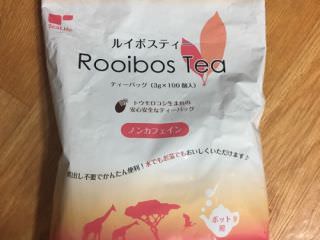 ルイボスティー
Rooibos Tea
ティーバッグ (3g×100個入)
トウモロコシ生まれの
安心安全なティーバッグ
ノンカフェイン
煮出し不要でかんたん便利!水でもお湯でもおいしくいただけます♪
ポット用